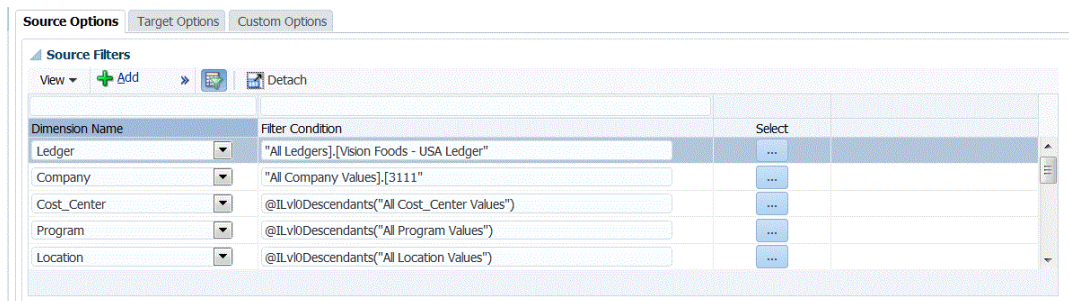 Source Options Target Options Custom Options
Source Filters
View Add » Detach
Dimension Name Filter Condition Select
Ledger "All Ledgers].[Vision Foods - USA Ledger" ...
Company "All Company Values].[3111" ...
Cost_Center @ILvl0Descendants("All Cost_Center Values") ...
Program @ILvl0Descendants("All Program Values") ...
Location @ILvl0Descendants("All Location Values") ...